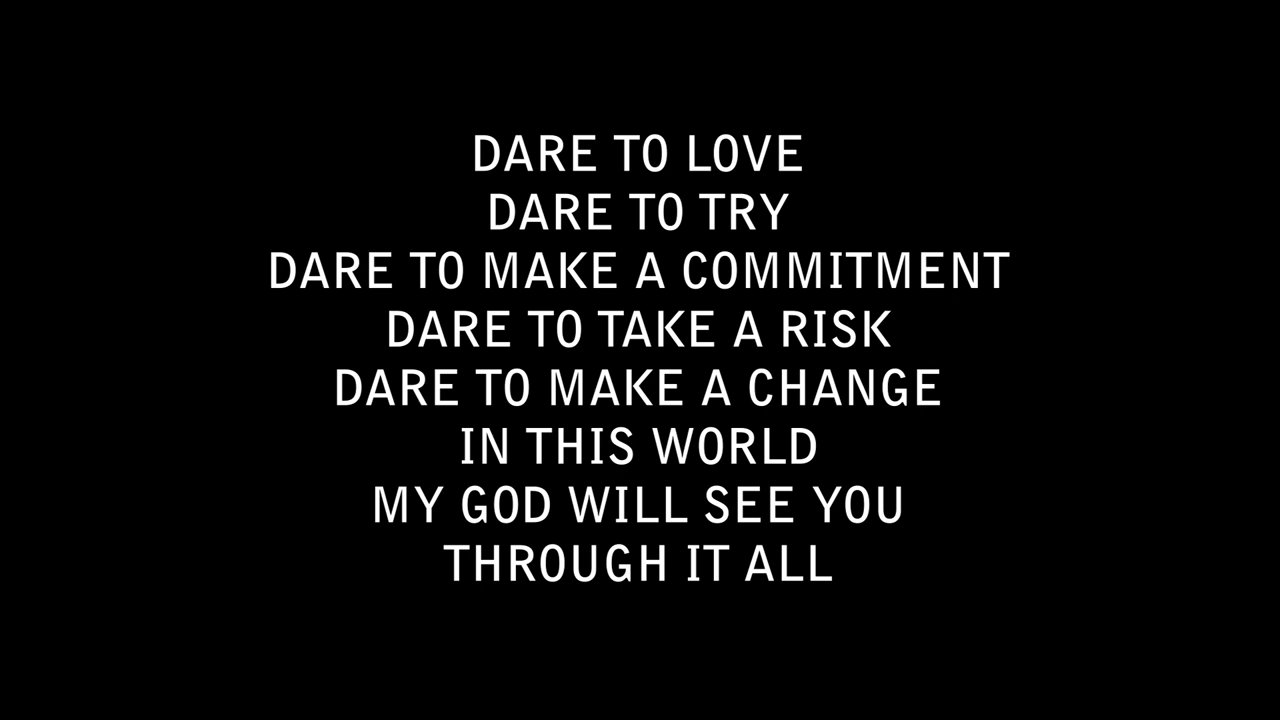 DARE TO LOVE
DARE TO TRY
DARE TO MAKE A COMMITMENT
DARE TO TAKE A RISK
DARE TO MAKE A CHANGE
IN THIS WORLD
MY GOD WILL SEE YOU
THROUGH IT ALL